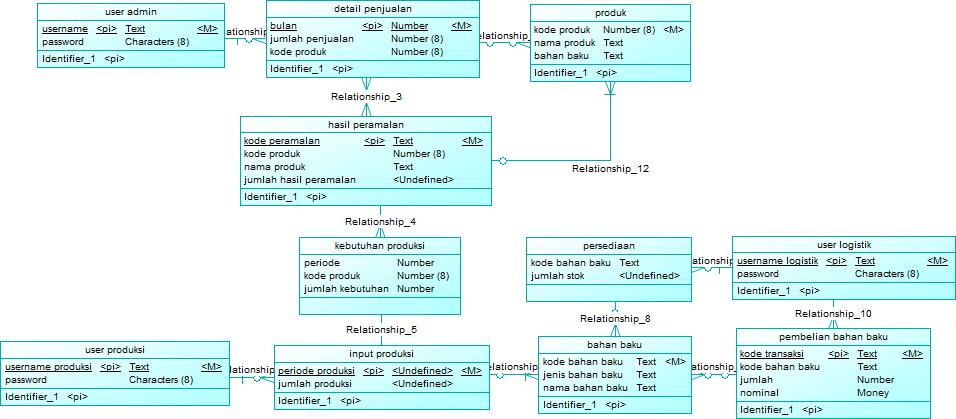 user admin
username <pi> Text <M>
password Characters (8)
Identifier_1 <pi>
detail penjualan
bulan <pi> Number <M>
jumlah penjualan Number (8)
kode produk Number (8)
Identifier_1 <pi>
produk
kode produk Number (8) <M>
nama produk Text
bahan baku Text
Identifier_1 <pi>
Relationship_3
hasil peramalan
kode peramalan <pi> Text <M>
kode produk Number (8)
nama produk Text
jumlah hasil peramalan <Undefined>
Identifier_1 <pi>
Relationship_12
Relationship_4
kebutuhan produksi
periode Number
kode produk Number (8)
jumlah kebutuhan Number
persediaan
kode bahan baku Text
jumlah stok <Undefined>
user logistik
username logistik <pi> Text <M>
password Characters (8)
Identifier_1 <pi>
Relationship_5
Relationship_8
Relationship_10
user produksi
username produksi <pi> Text <M>
password Characters (8)
Identifier_1 <pi>
input produksi
periode produksi <pi> <Undefined> <M>
jumlah produksi <Undefined>
Identifier_1 <pi>
bahan baku
kode bahan baku Text <M>
jenis bahan baku Text
nama bahan baku Text
Identifier_1 <pi>
pembelian bahan baku
kode transaksi <pi> Text <M>
kode bahan baku Text
jumlah Number
nominal Money
Identifier_1 <pi>